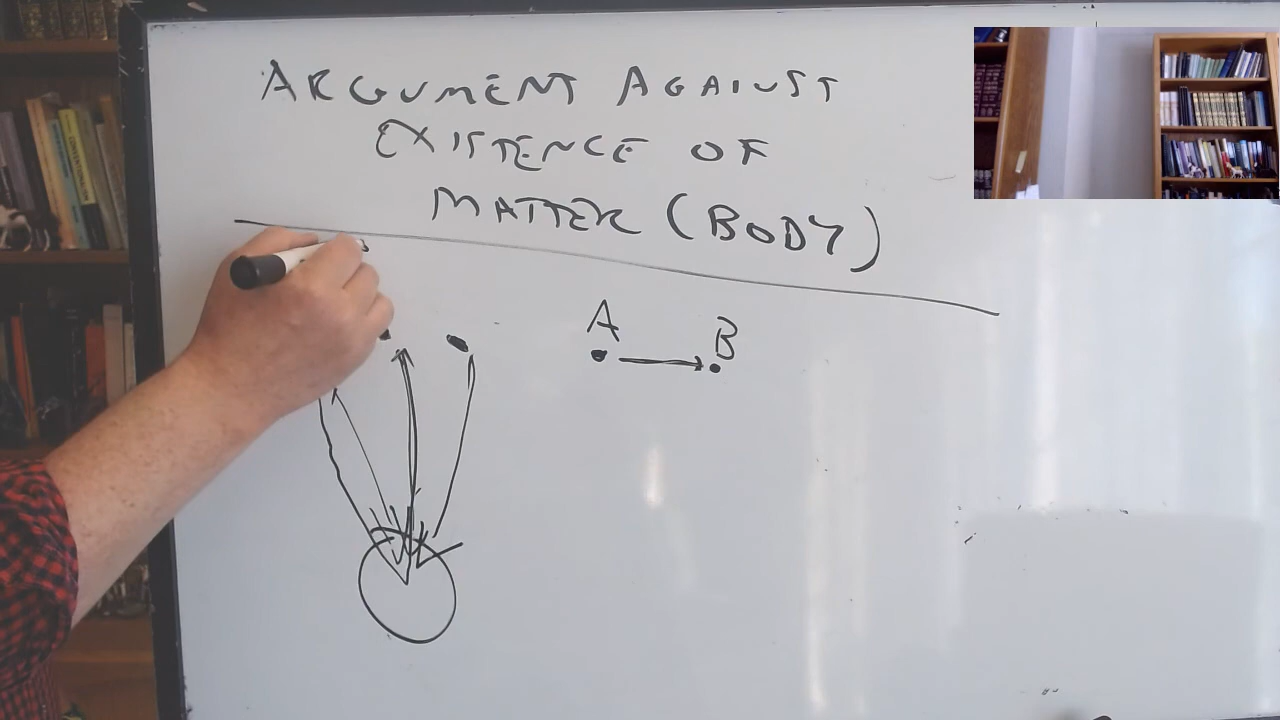 ARGUMENT AGAINST
EXISTENCE OF
MATTER (BODY)
A
B